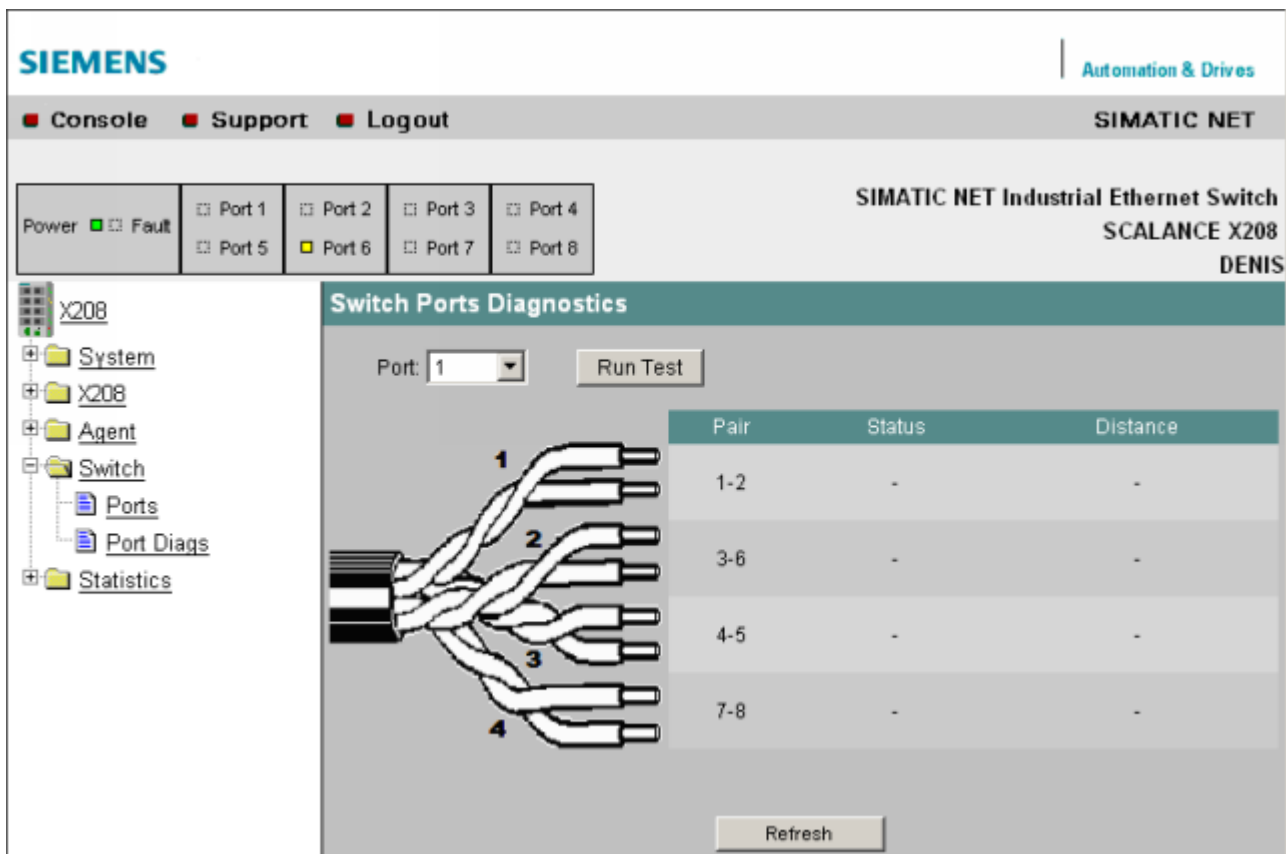 SIEMENS
Automation & Drives
Console Support Logout SIMATIC NET
Power Fault Port 1 Port 2 Port 3 Port 4
Port 5 Port 6 Port 7 Port 8
SIMATIC NET Industrial Ethernet Switch
SCALANCE X208
DENIS
X208
System
X208
Agent
Switch
Ports
Port Diags
Statistics
Switch Ports Diagnostics
Port: 1 Run Test
Pair Status Distance
1 1-2 - -
2 3-6 - -
3 4-5 - -
4 7-8 - -
Refresh